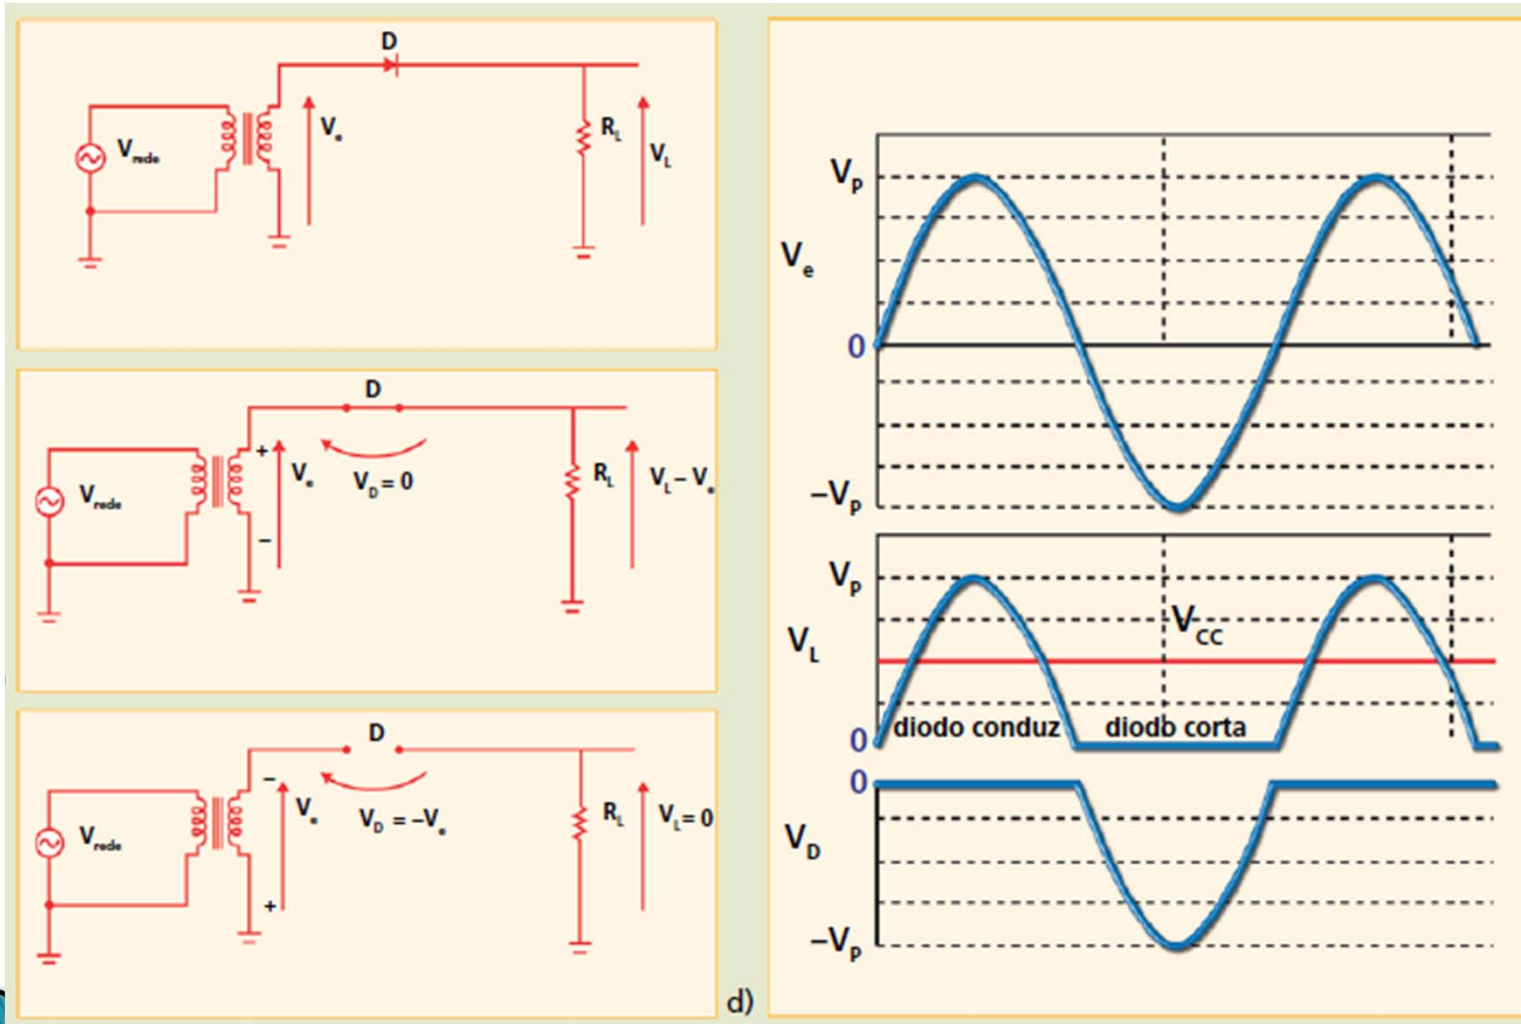 D
V_rede
V_e
R_L
V_L
D
+
V_rede
V_e
V_D = 0
R_L
V_L – V_e
–
D
–
V_rede
V_e
V_D = –V_e
R_L
V_L = 0
+
d)
V_P
V_e
0
–V_P
V_P
V_CC
V_L
diodo conduz
diodo corta
0
0
V_D
–V_P